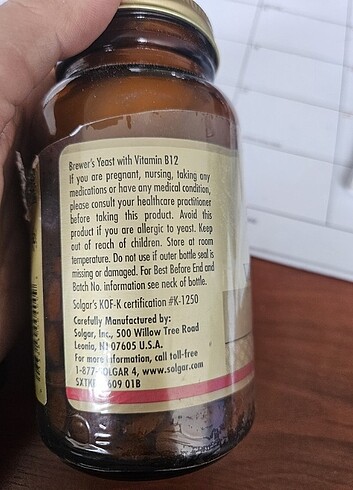 Brewer's Yeast with Vitamin B12
If you are pregnant, nursing, taking any
medications or have any medical condition,
please consult your healthcare practitioner
before taking this product. Avoid this
product if you are allergic to yeast. Keep
out of reach of children. Store at room
temperature. Do not use if outer bottle seal is
missing or damaged. For Best Before End and
Batch No. information see neck of bottle.
Solgar's KOF-K certification #K-1250
Carefully Manufactured by:
Solgar, Inc., 500 Willow Tree Road
Leonia, NJ 07605 U.S.A.
For more information, call toll-free
1-877-SOLGAR 4, www.solgar.com
609 01B